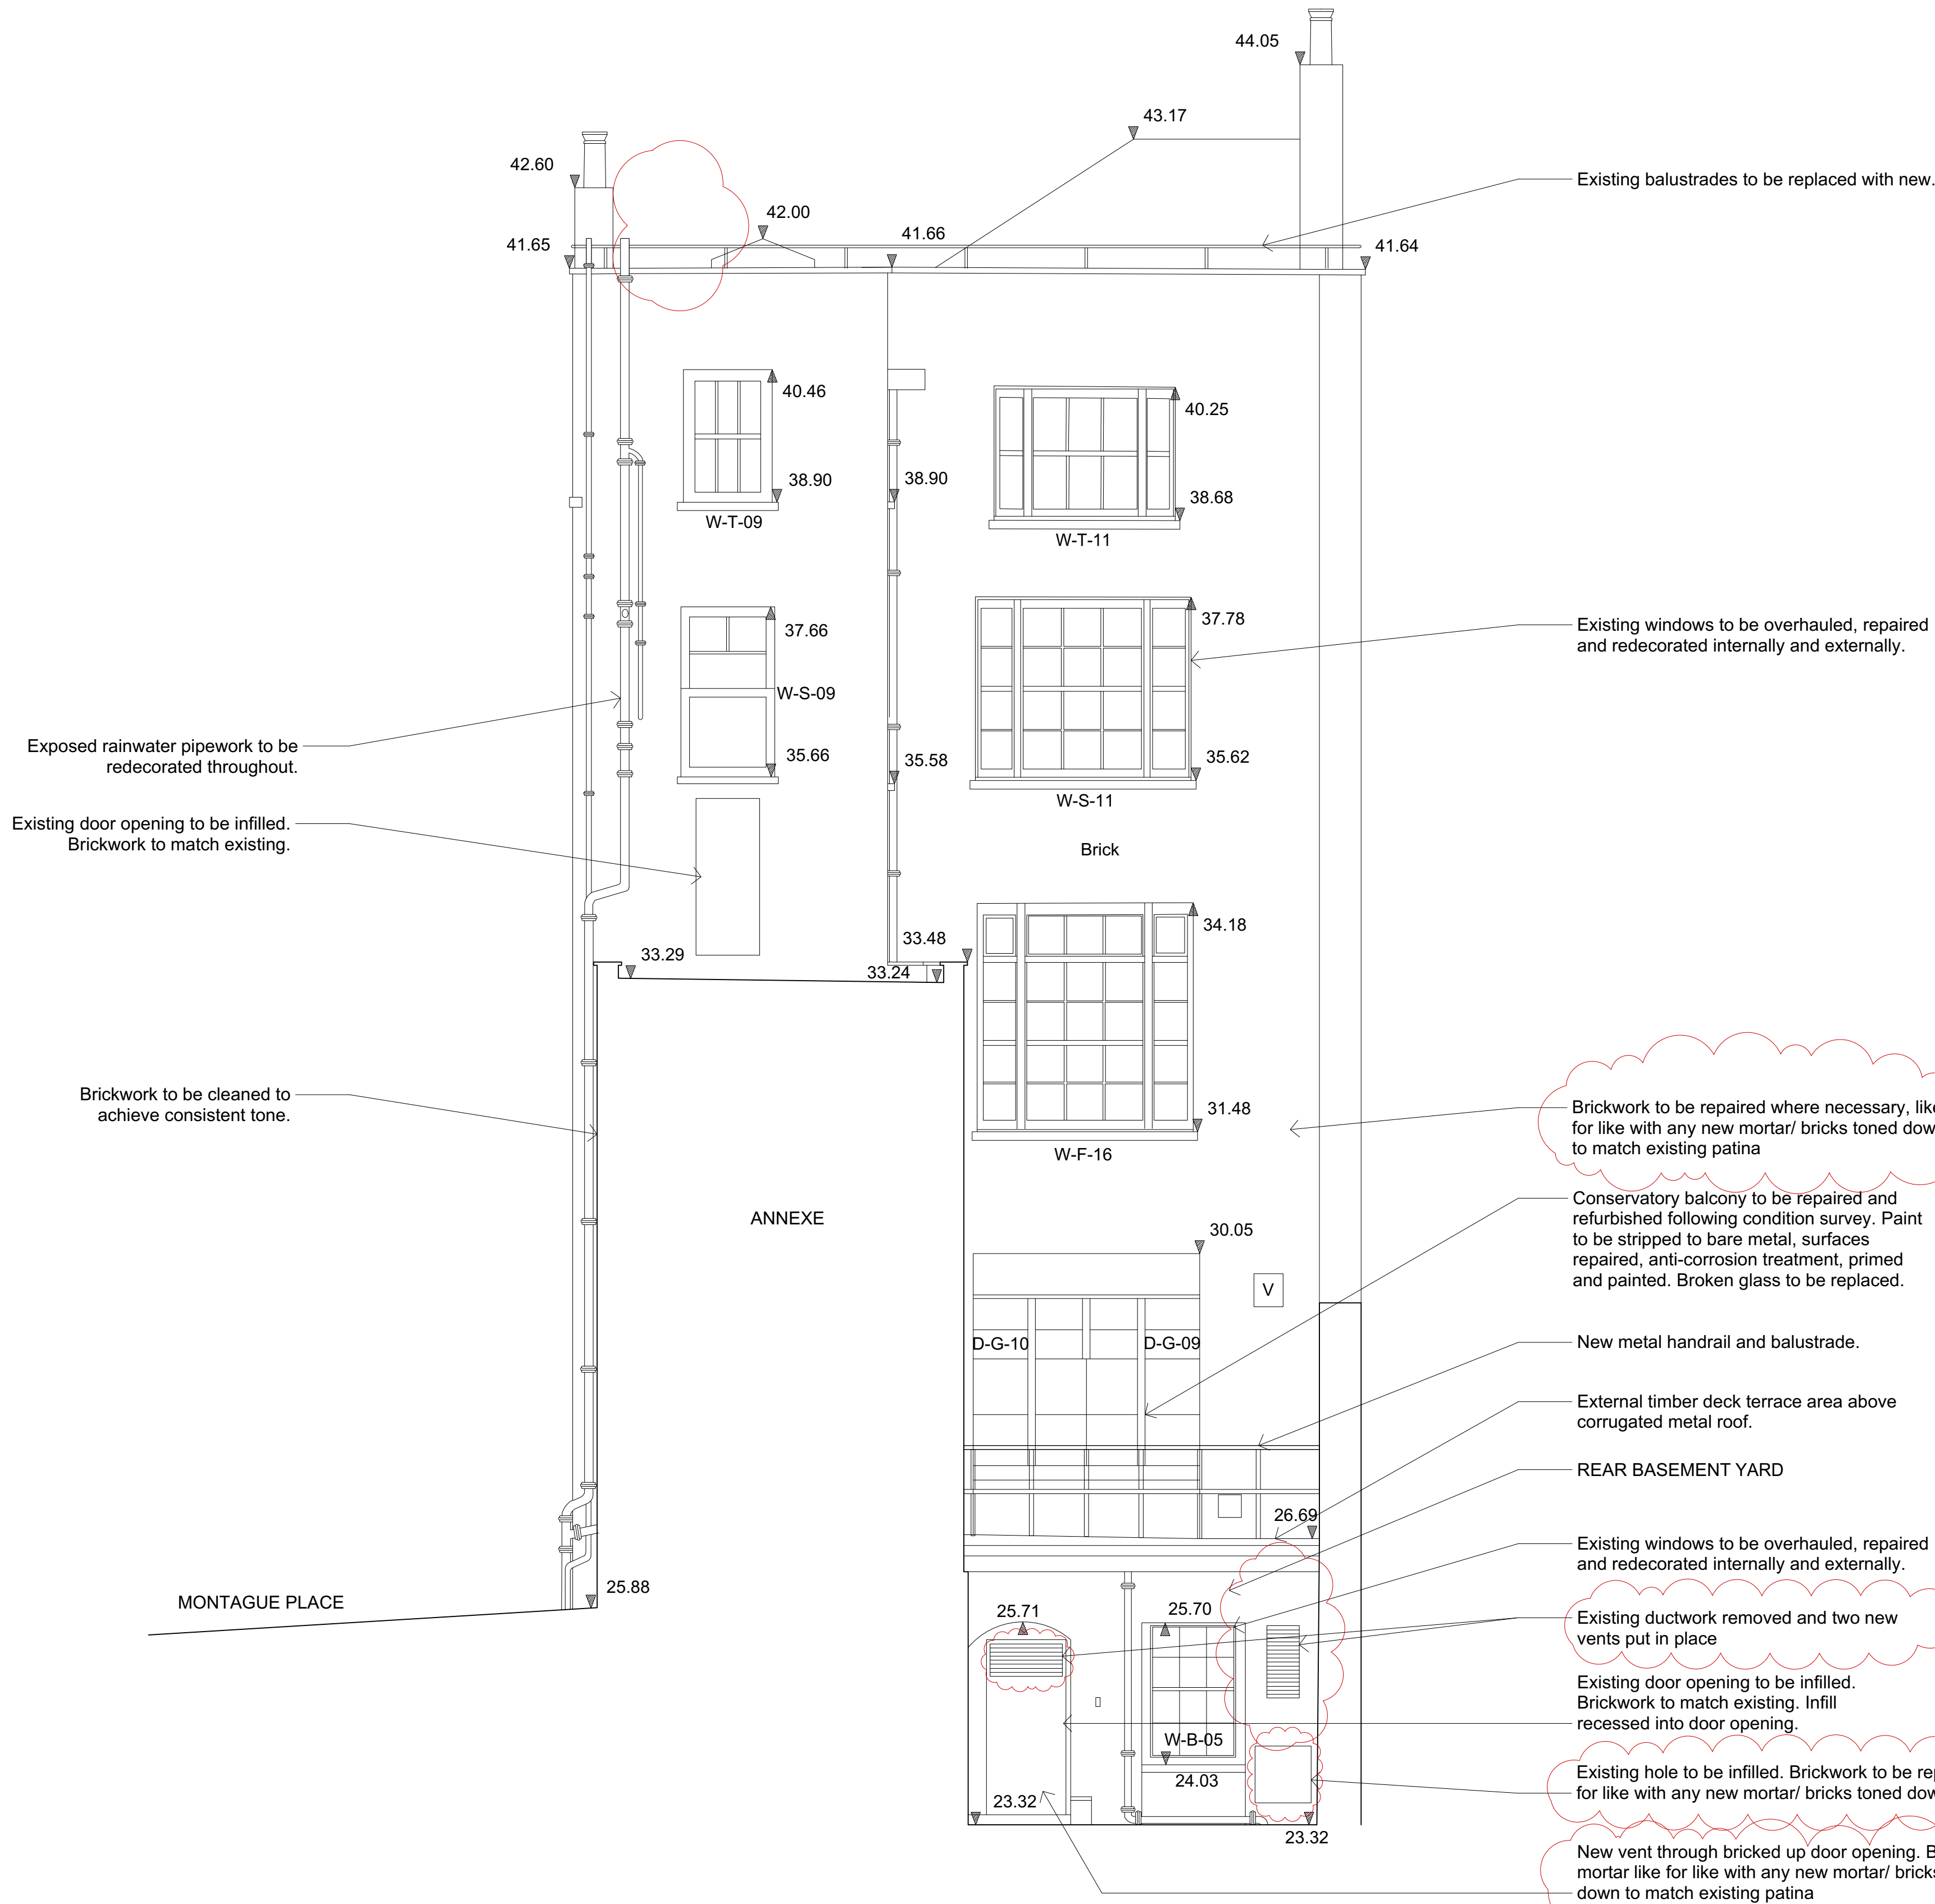 44.05
43.17
42.60
Existing balustrades to be replaced with new.
42.00
41.65
41.66
41.64
40.46
40.25
38.90
38.90
38.68
W-T-09
W-T-11
37.66
37.78
Existing windows to be overhauled, repaired
and redecorated internally and externally.
W-S-09
Exposed rainwater pipework to be
redecorated throughout.
35.66
35.58
35.62
W-S-11
Existing door opening to be infilled.
Brickwork to match existing.
Brick
34.18
33.48
33.29
33.24
Brickwork to be cleaned to
achieve consistent tone.
31.48
Brickwork to be repaired where necessary, like
for like with any new mortar/ bricks toned dow
to match existing patina
W-F-16
ANNEXE
Conservatory balcony to be repaired and
refurbished following condition survey. Paint
to be stripped to bare metal, surfaces
repaired, anti-corrosion treatment, primed
and painted. Broken glass to be replaced.
30.05
V
D-G-10
D-G-09
New metal handrail and balustrade.
External timber deck terrace area above
corrugated metal roof.
REAR BASEMENT YARD
26.69
Existing windows to be overhauled, repaired
and redecorated internally and externally.
MONTAGUE PLACE
25.88
25.71
25.70
Existing ductwork removed and two new
vents put in place
Existing door opening to be infilled.
Brickwork to match existing. Infill
recessed into door opening.
W-B-05
24.03
Existing hole to be infilled. Brickwork to be rep
for like with any new mortar/ bricks toned dow
23.32
23.32
New vent through bricked up door opening. B
mortar like for like with any new mortar/ bricks
down to match existing patina